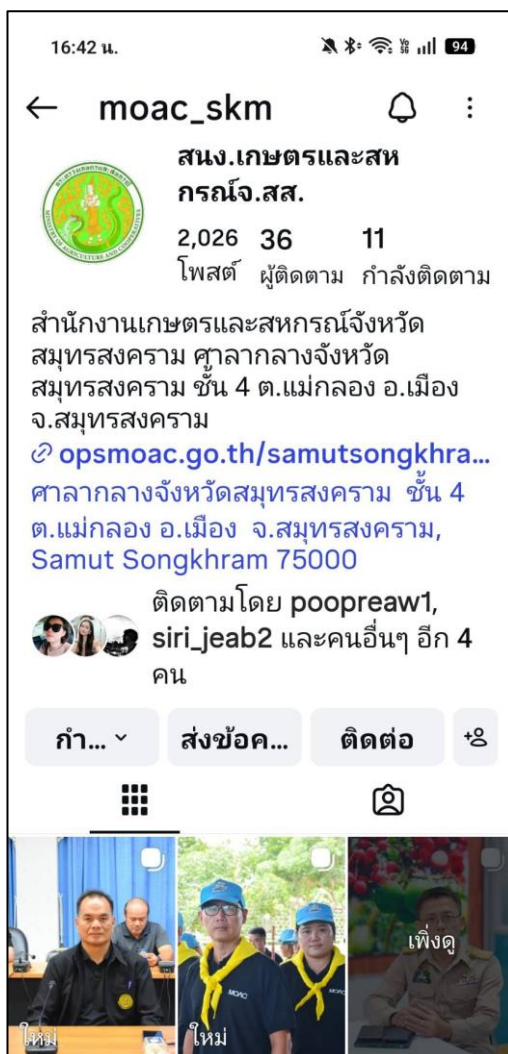 16:42 น.
94
moac_skm
สนง.เกษตรและสห
กรณ์จ.สส.
2,026 36 11
โพสต์ ผู้ติดตาม กำลังติดตาม
สำนักงานเกษตรและสหกรณ์จังหวัด
สมุทรสงคราม ศาลากลางจังหวัด
สมุทรสงคราม ชั้น 4 ต.แม่กลอง อ.เมือง
จ.สมุทรสงคราม
opsmoac.go.th/samutsongkhra...
ศาลากลางจังหวัดสมุทรสงคราม ชั้น 4
ต.แม่กลอง อ.เมือง จ.สมุทรสงคราม,
Samut Songkhram 75000
ติดตามโดย poopreaw1,
siri_jeab2 และคนอื่นๆ อีก 4
คน
กำ... ส่งข้อค... ติดต่อ
เพิ่งดู
MOAC
ใหม่ ใหม่